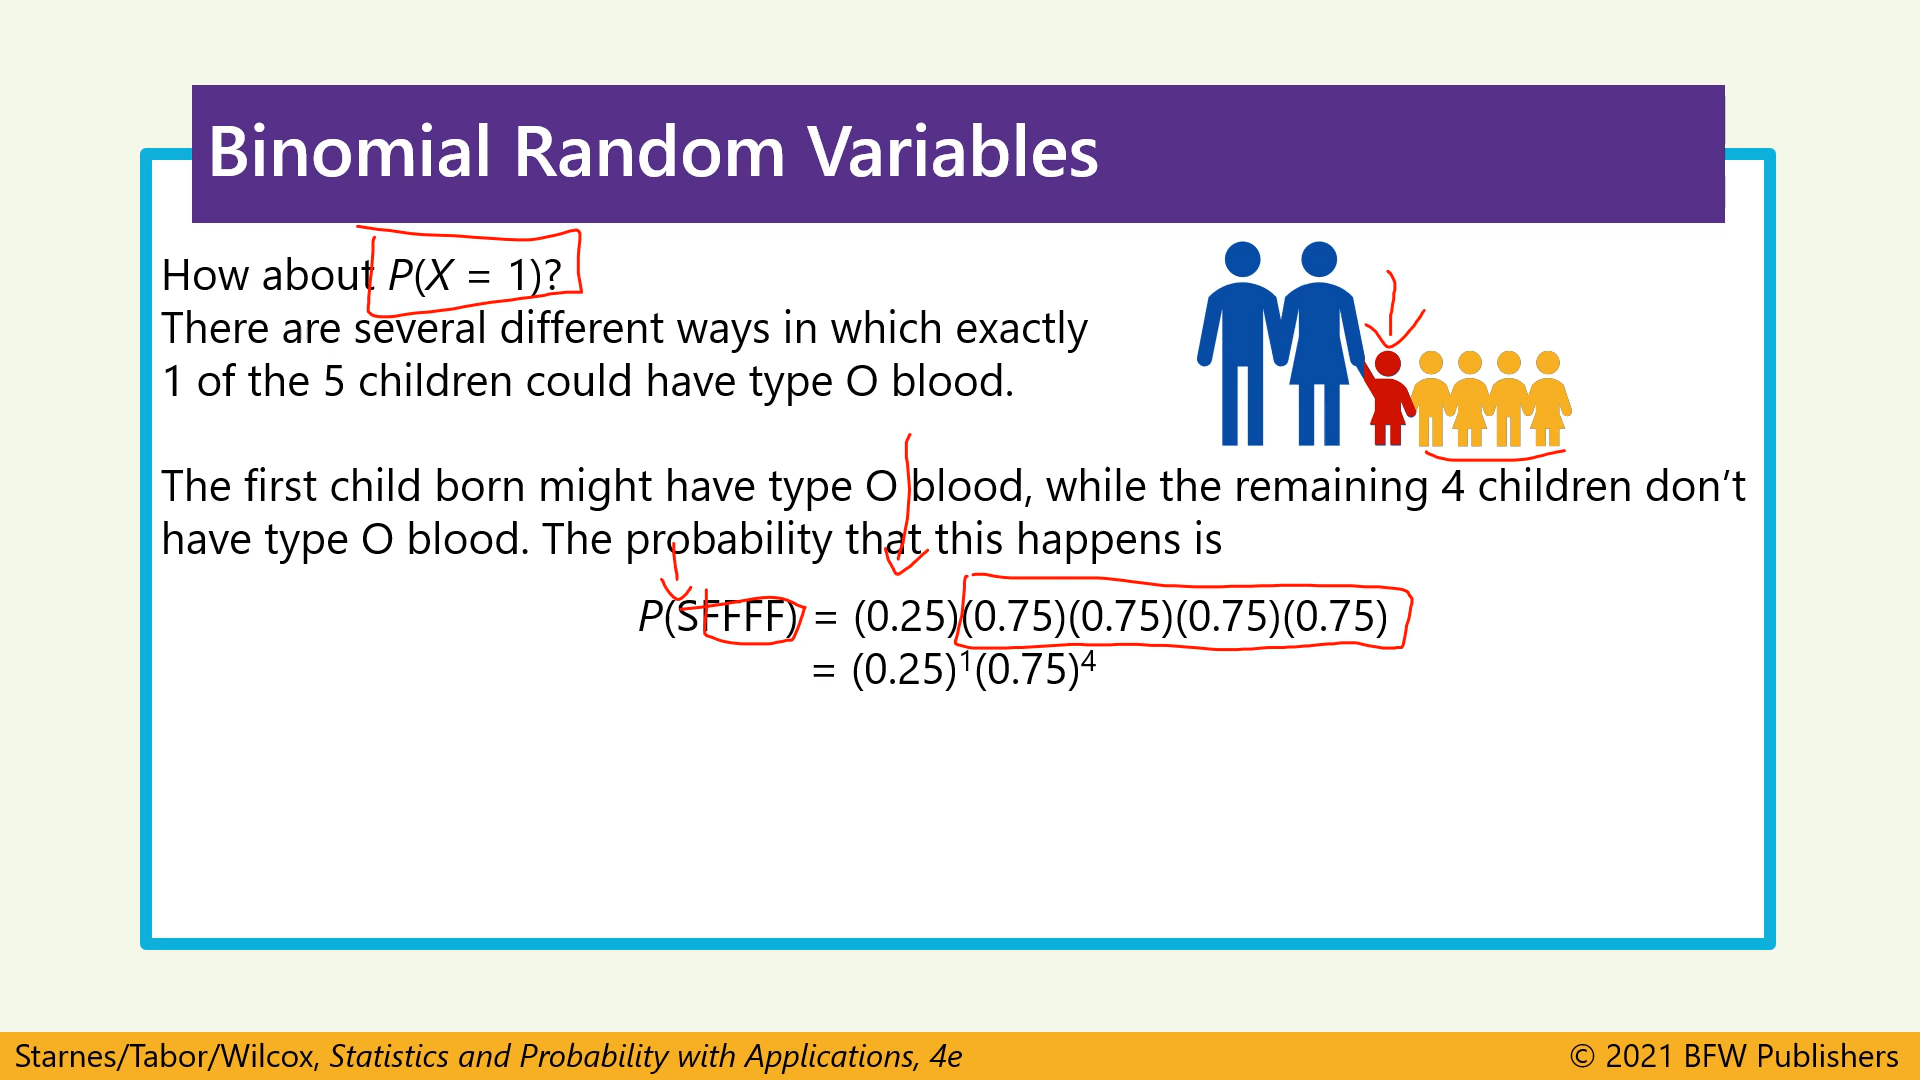 Binomial Random Variables
How about P(X = 1)?
There are several different ways in which exactly
1 of the 5 children could have type O blood.
The first child born might have type O blood, while the remaining 4 children don’t
have type O blood. The probability that this happens is
P(SFFFF) = (0.25)(0.75)(0.75)(0.75)(0.75)
= (0.25)¹(0.75)⁴
Starnes/Tabor/Wilcox, Statistics and Probability with Applications, 4e
© 2021 BFW Publishers